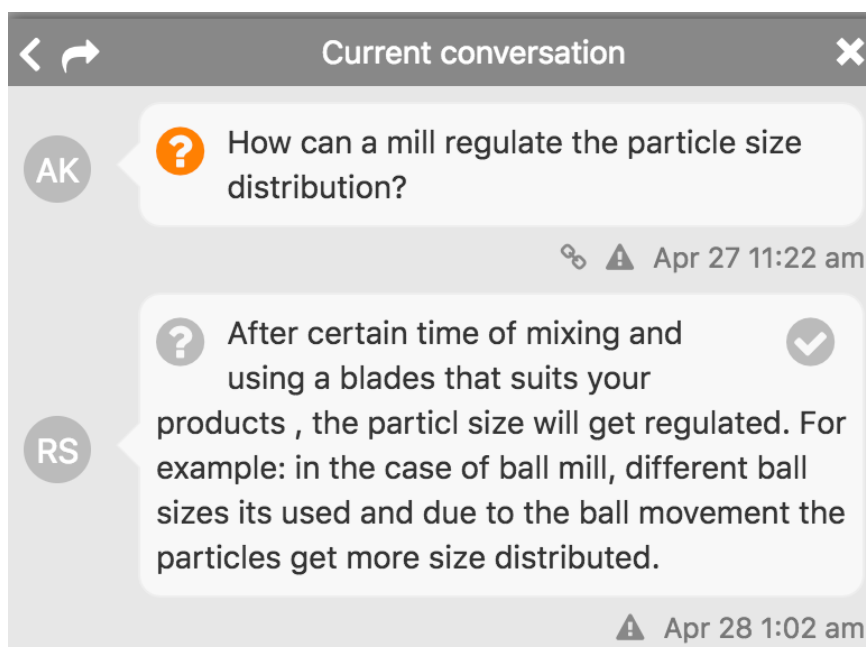 Current conversation
AK
How can a mill regulate the particle size
distribution?
Apr 27 11:22 am
After certain time of mixing and
using a blades that suits your
products , the particl size will get regulated. For
RS
example: in the case of ball mill, different ball
sizes its used and due to the ball movement the
particles get more size distributed.
Apr 28 1:02 am